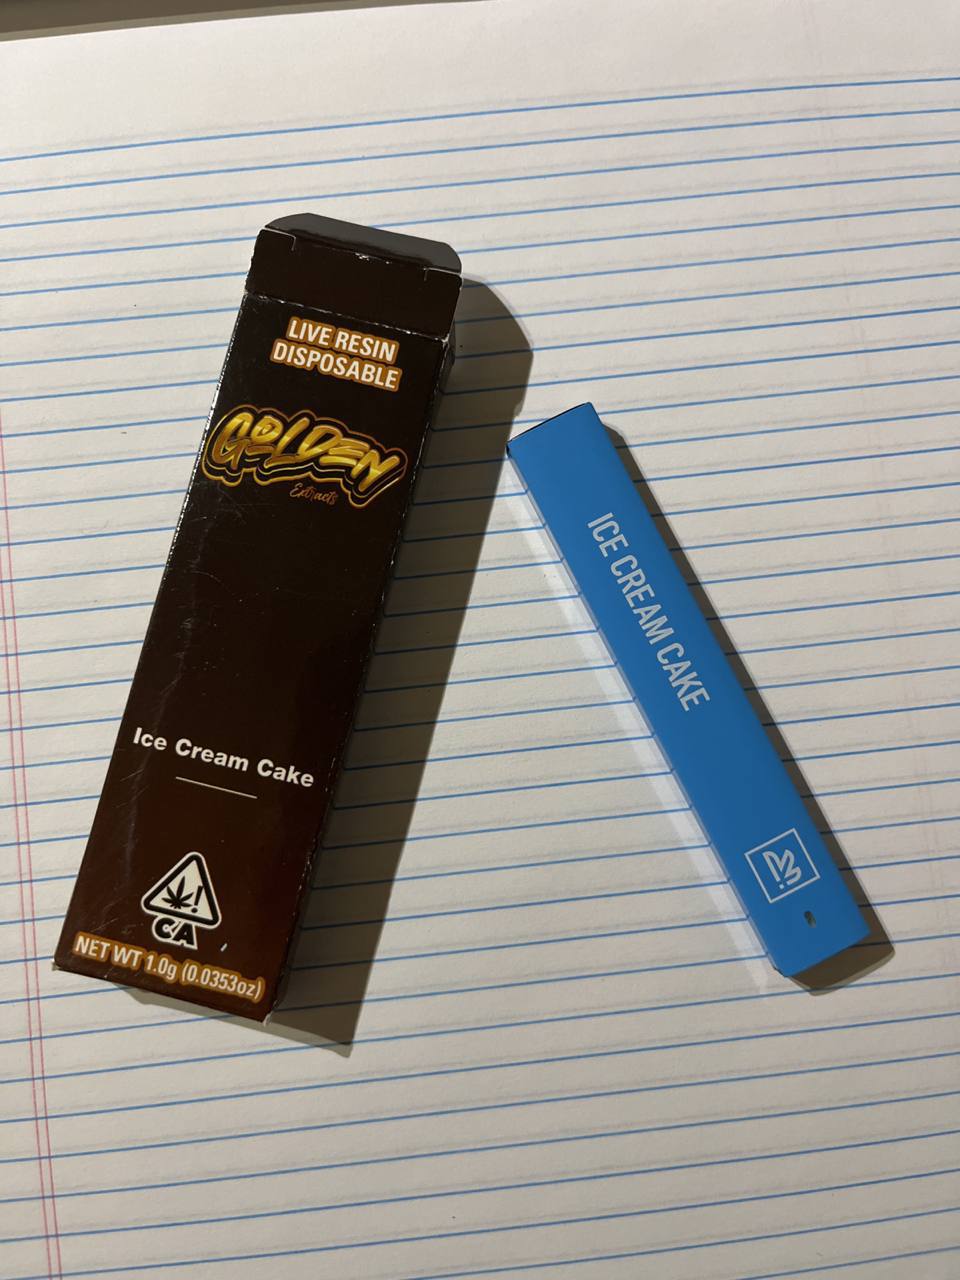 LIVE RESIN
DISPOSABLE
GOLDEN
Extracts
Ice Cream Cake
CA
NET WT 1.0g (0.0353oz)
ICE CREAM CAKE